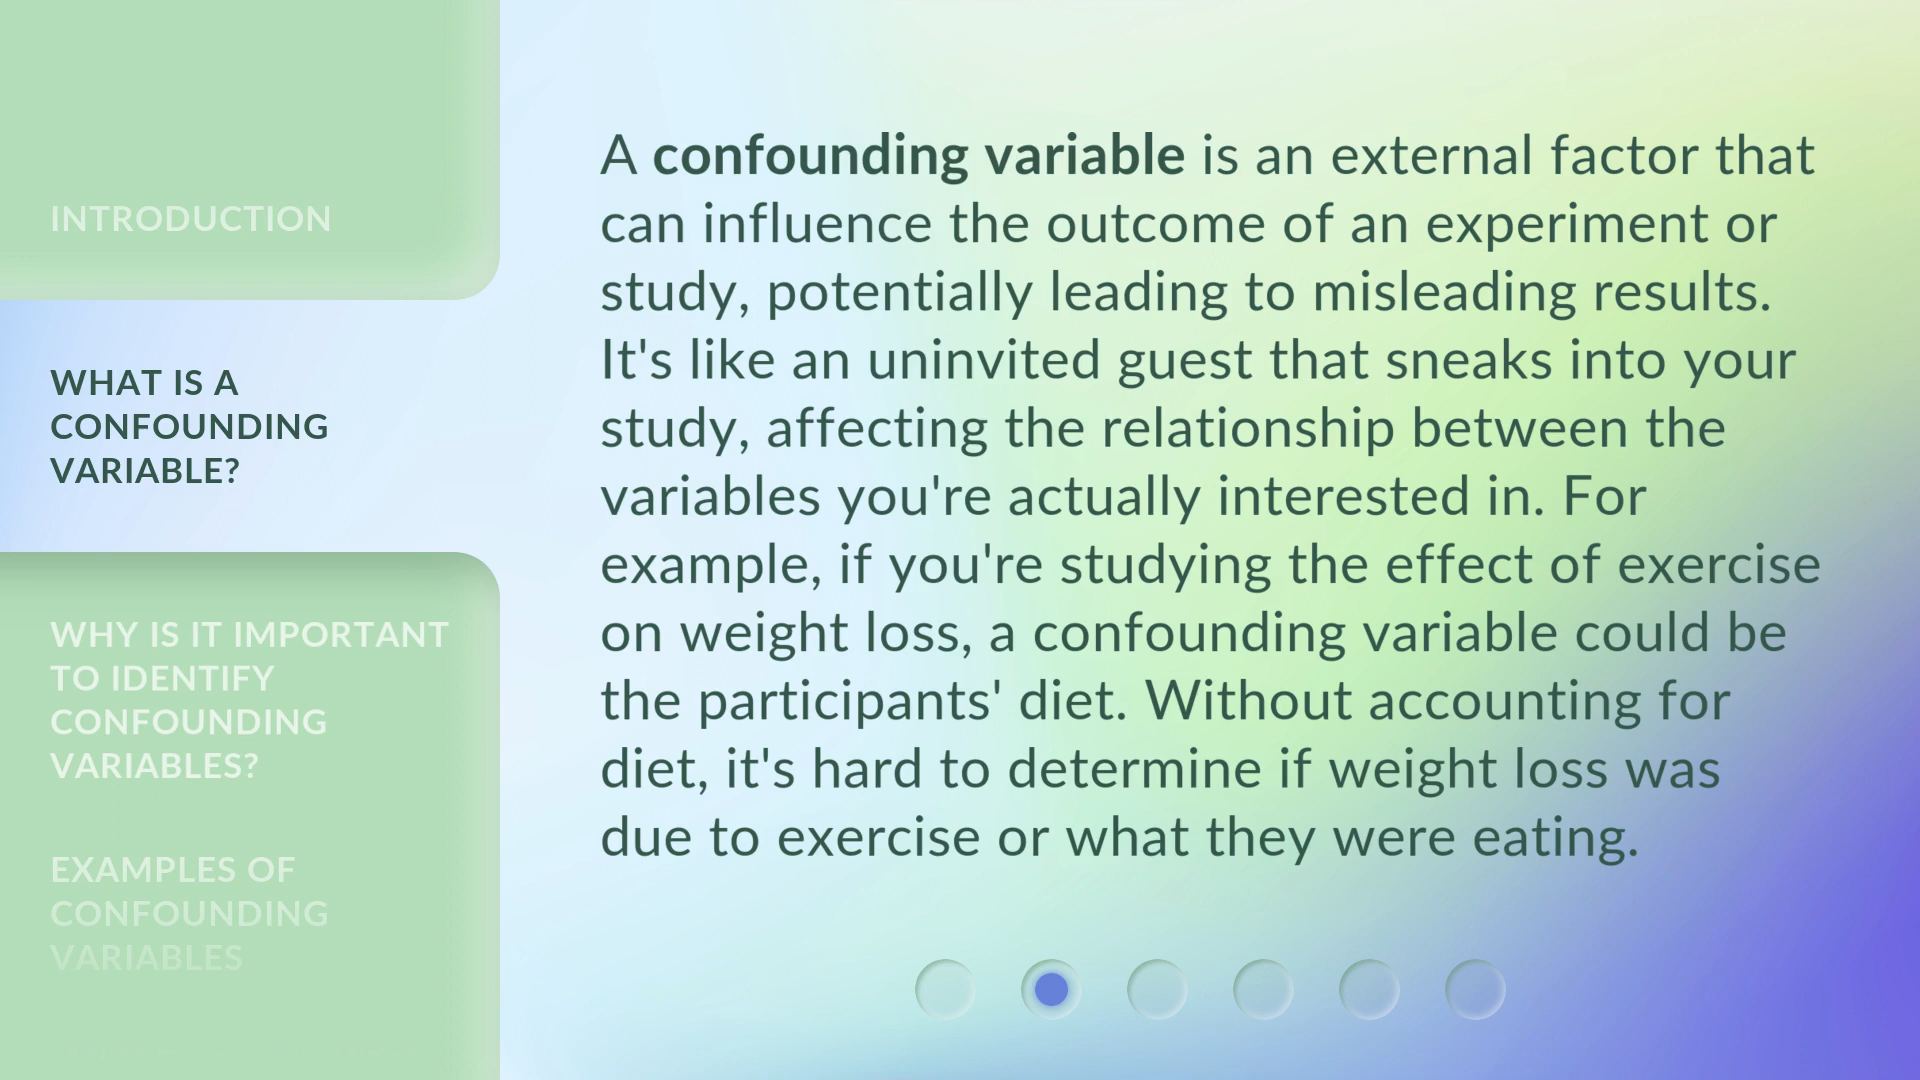 INTRODUCTION
WHAT IS A
CONFOUNDING
VARIABLE?
WHY IS IT IMPORTANT
TO IDENTIFY
CONFOUNDING
VARIABLES?
EXAMPLES OF
CONFOUNDING
VARIABLES
A confounding variable is an external factor that
can influence the outcome of an experiment or
study, potentially leading to misleading results.
It's like an uninvited guest that sneaks into your
study, affecting the relationship between the
variables you're actually interested in. For
example, if you're studying the effect of exercise
on weight loss, a confounding variable could be
the participants' diet. Without accounting for
diet, it's hard to determine if weight loss was
due to exercise or what they were eating.